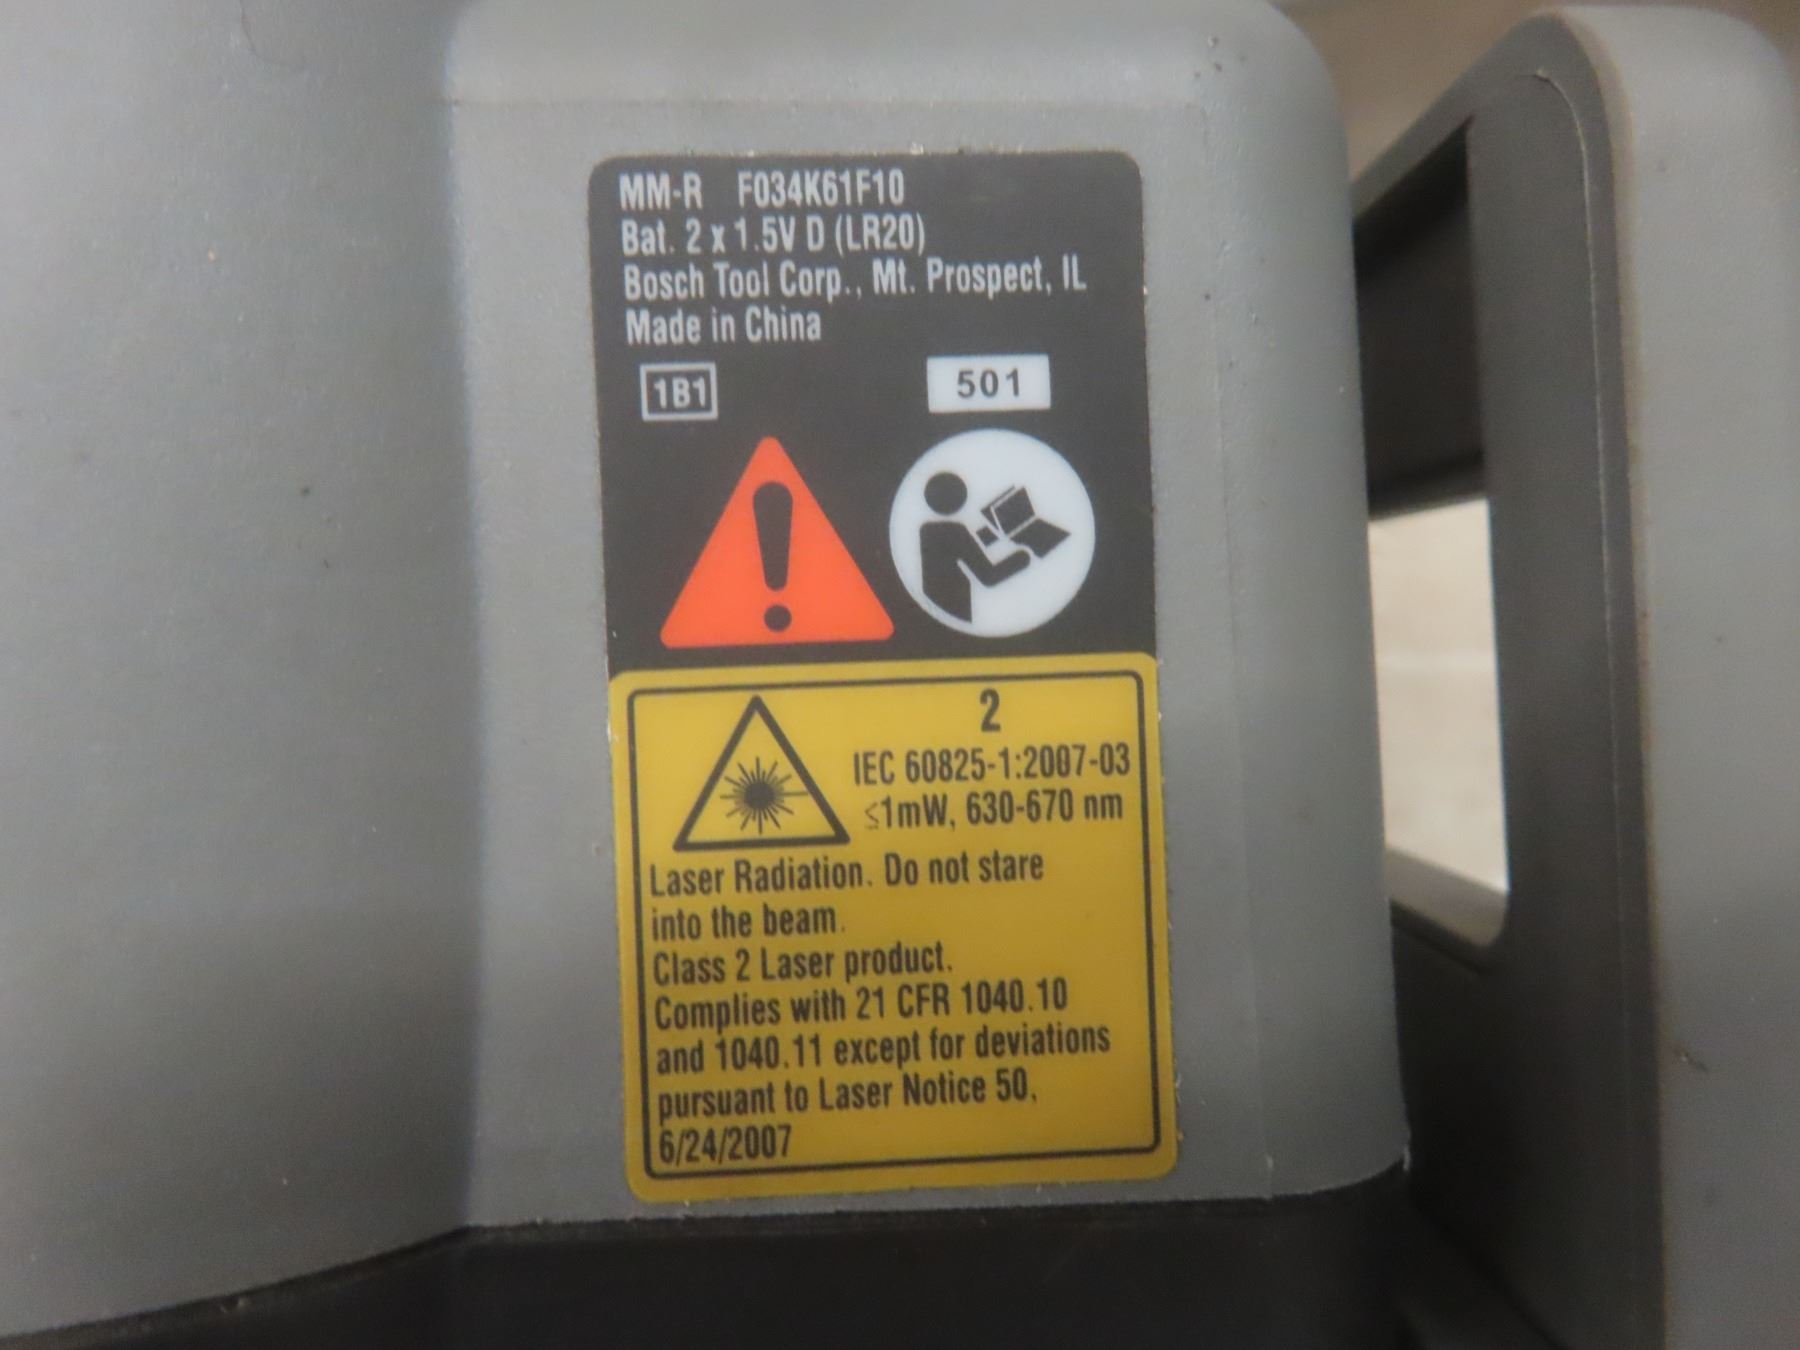 MM-R F034K61F10
Bat. 2 x 1.5V D (LR20)
Bosch Tool Corp., Mt. Prospect, IL
Made in China
1B1 501
2
IEC 60825-1:2007-03
≤1mW, 630-670 nm
Laser Radiation. Do not stare
into the beam.
Class 2 Laser product.
Complies with 21 CFR 1040.10
and 1040.11 except for deviations
pursuant to Laser Notice 50,
6/24/2007